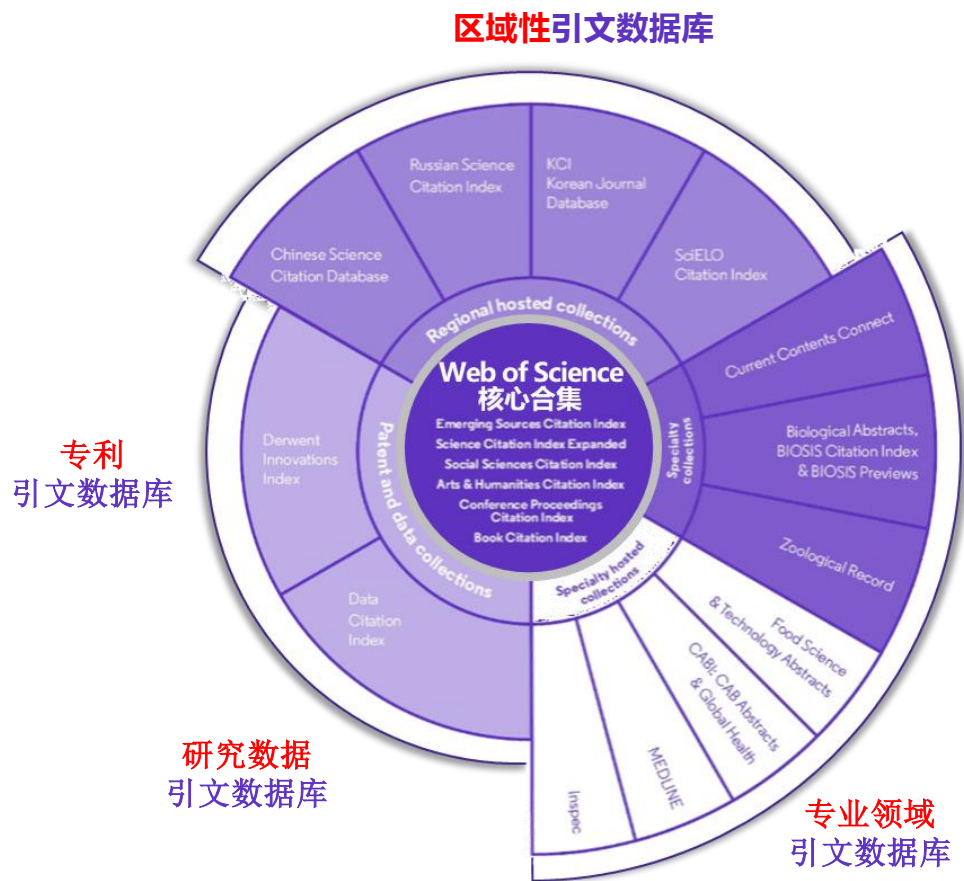 区域性引文数据库
Russian Science
Citation Index
KCI
Korean Journal
Database
Chinese Science
Citation Database
SciELO
Citation Index
Regional hosted collections
Web of Science
核心合集
Emerging Sources Citation Index
Science Citation Index Expanded
Social Sciences Citation Index
Arts & Humanities Citation Index
Conference Proceedings
Citation Index
Book Citation Index
Current Contents Connect
Biological Abstracts,
BIOSIS Citation Index
& BIOSIS Previews
Zoological Record
Specialty
collections
专利
引文数据库
Derwent
Innovations
Index
Patent and data collections
Data
Citation
Index
Specialty hosted
collections
Food Science
& Technology Abstracts
CABI: CAB Abstracts
& Global Health
MEDLINE
Inspec
研究数据
引文数据库
专业领域
引文数据库